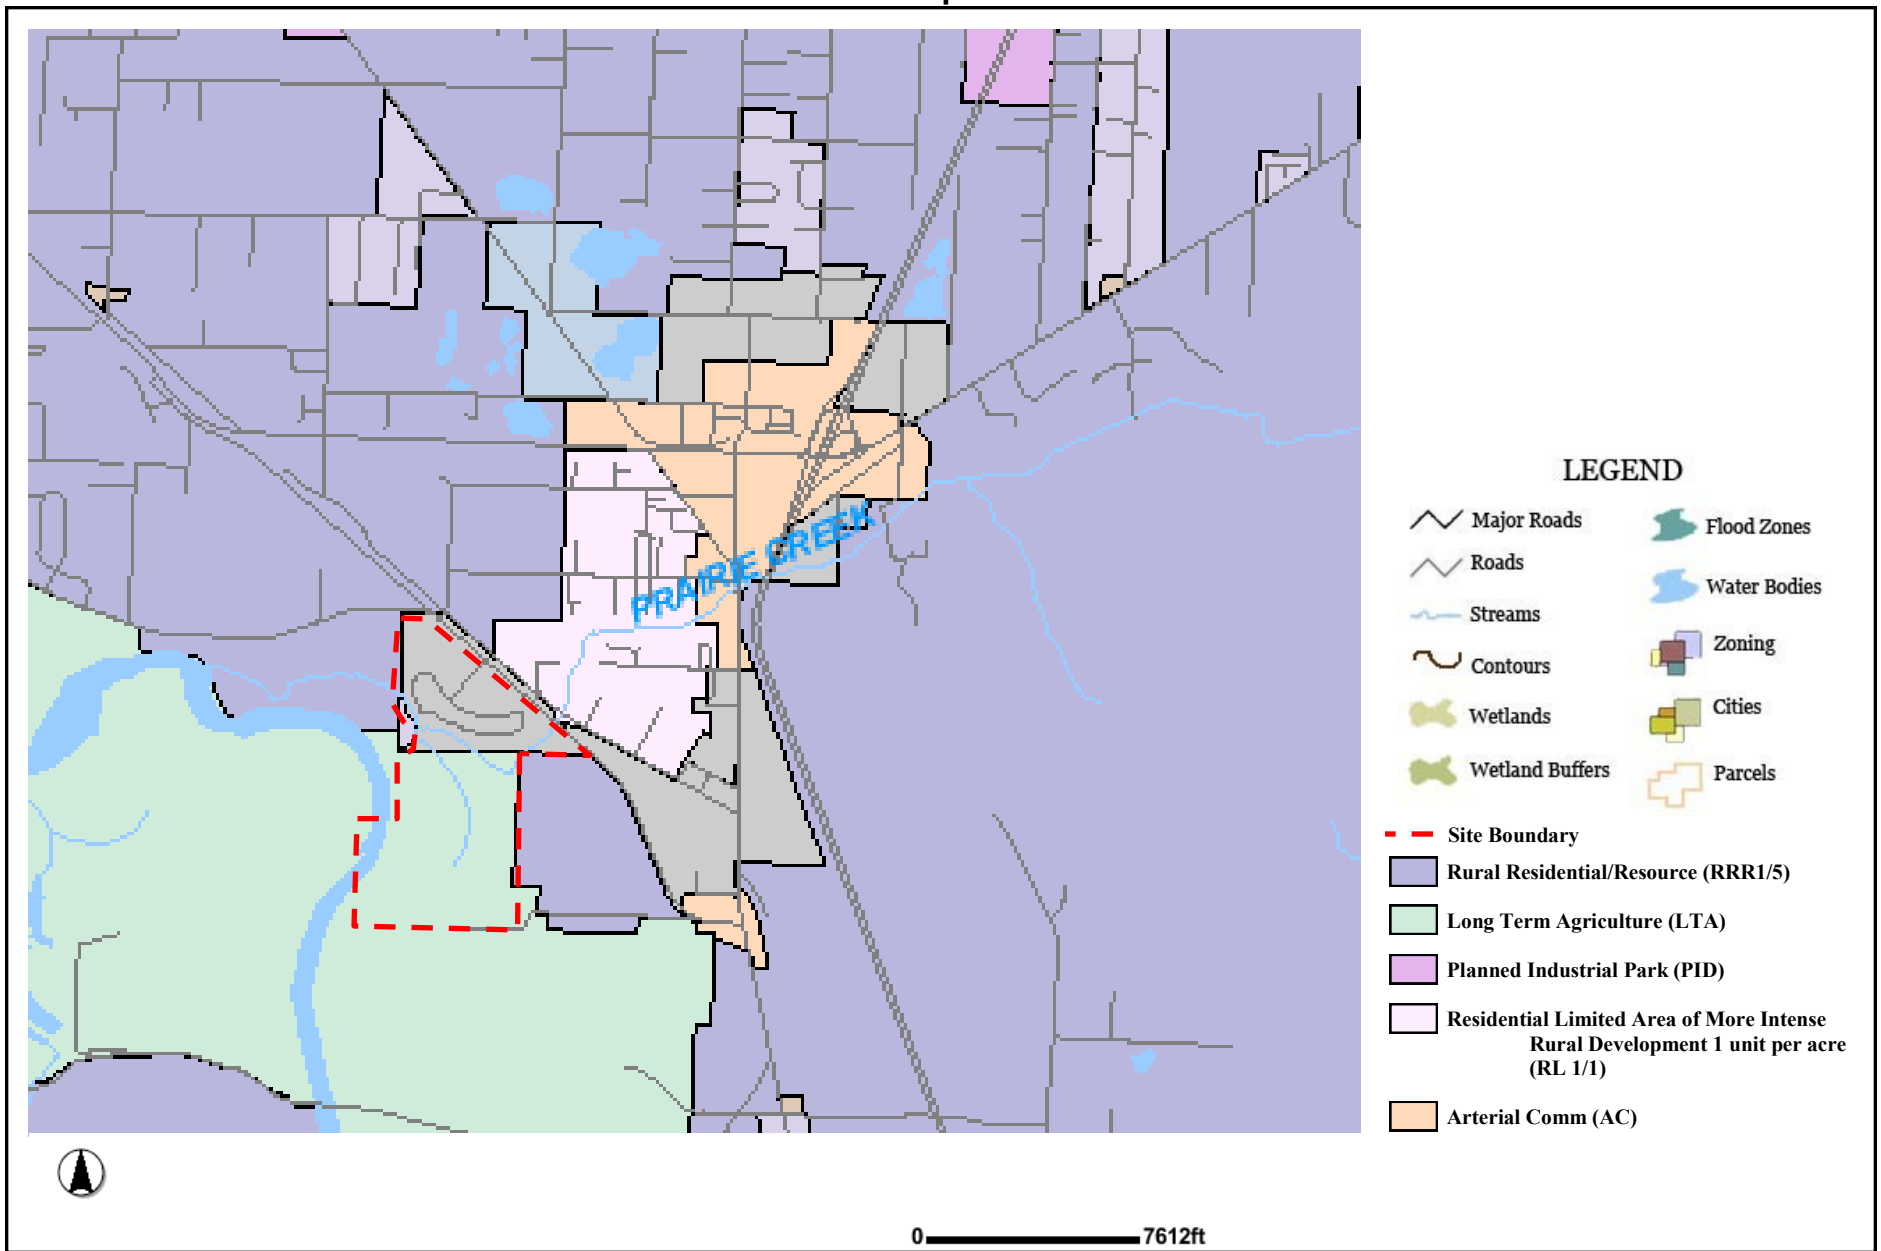 PRAIRIE CREEK
LEGEND
Major Roads
Roads
Streams
Contours
Wetlands
Wetland Buffers
Flood Zones
Water Bodies
Zoning
Cities
Parcels
Site Boundary
Rural Residential/Resource (RRR1/5)
Long Term Agriculture (LTA)
Planned Industrial Park (PID)
Residential Limited Area of More Intense
Rural Development 1 unit per acre
(RL 1/1)
Arterial Comm (AC)
0 7612ft